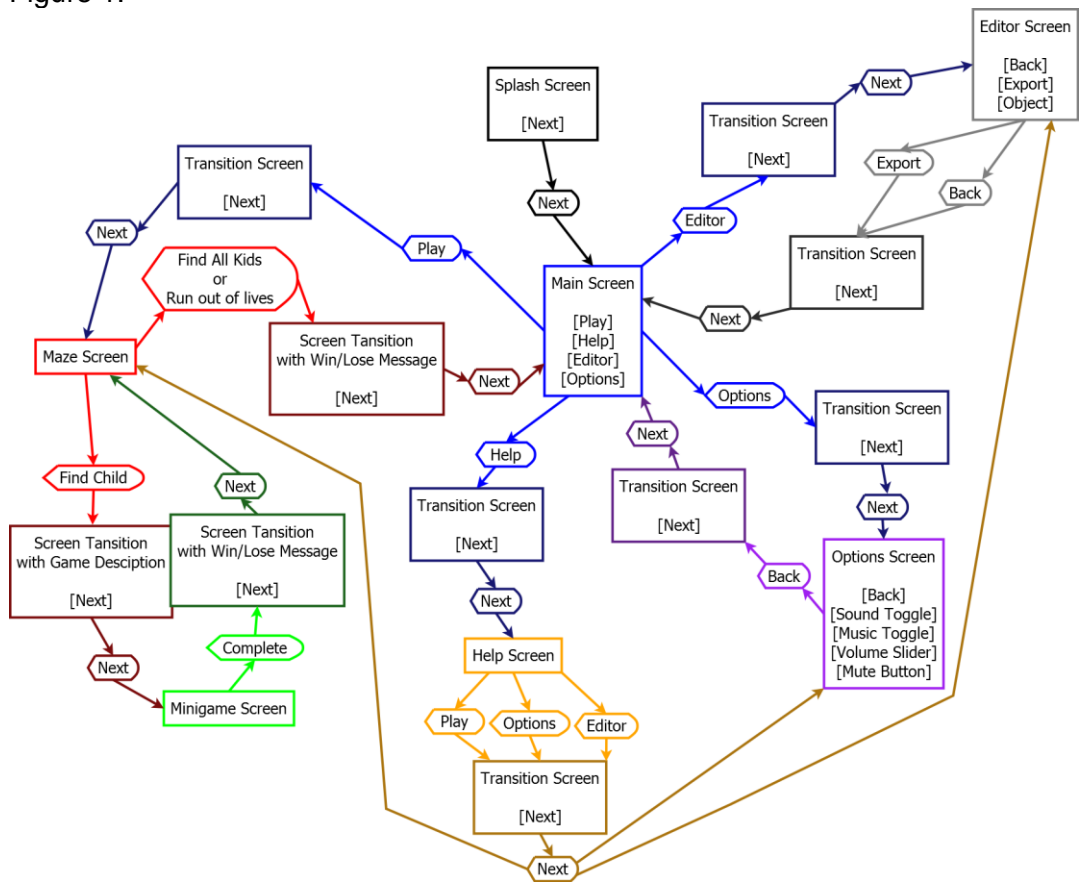 Figure 1.
Editor Screen
[Back]
[Export]
[Object]
Next
Splash Screen
[Next]
Transition Screen
[Next]
Transition Screen
[Next]
Export
Back
Next
Editor
Next
Play
Find All Kids
or
Run out of lives
Transition Screen
[Next]
Main Screen
[Play]
[Help]
[Editor]
[Options]
Next
Screen Tansition
with Win/Lose Message
[Next]
Maze Screen
Next
Options
Transition Screen
[Next]
Next
Help
Find Child
Next
Transition Screen
[Next]
Transition Screen
[Next]
Next
Screen Tansition
with Game Desciption
[Next]
Screen Tansition
with Win/Lose Message
[Next]
Options Screen
[Back]
[Sound Toggle]
[Music Toggle]
[Volume Slider]
[Mute Button]
Back
Next
Complete
Help Screen
Next
Minigame Screen
Play
Options
Editor
Transition Screen
[Next]
Next